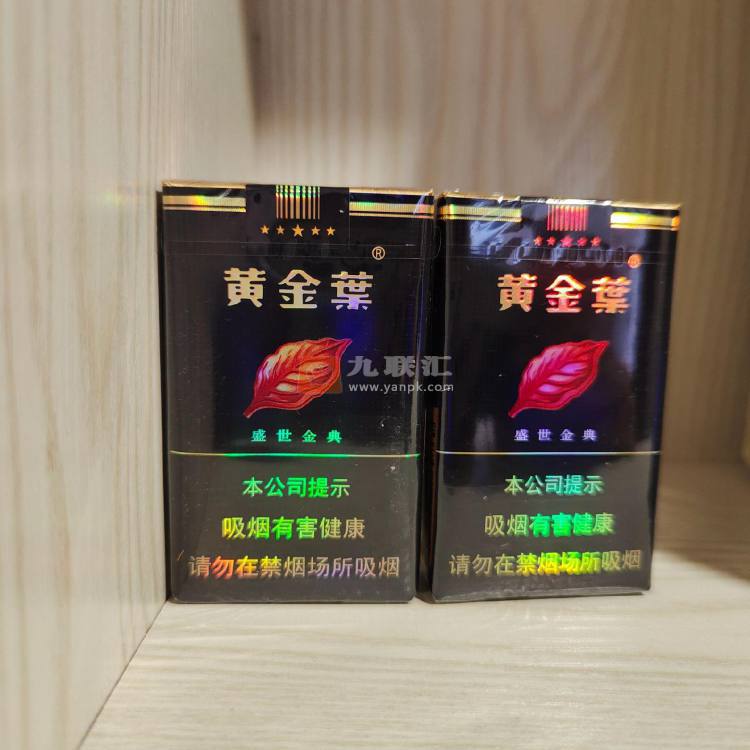 黄金葉®
盛世金典
本公司提示
吸烟有害健康
请勿在禁烟场所吸烟
黄金葉®
盛世金典
本公司提示
吸烟有害健康
请勿在禁烟场所吸烟
九联汇
www.yanpk.com